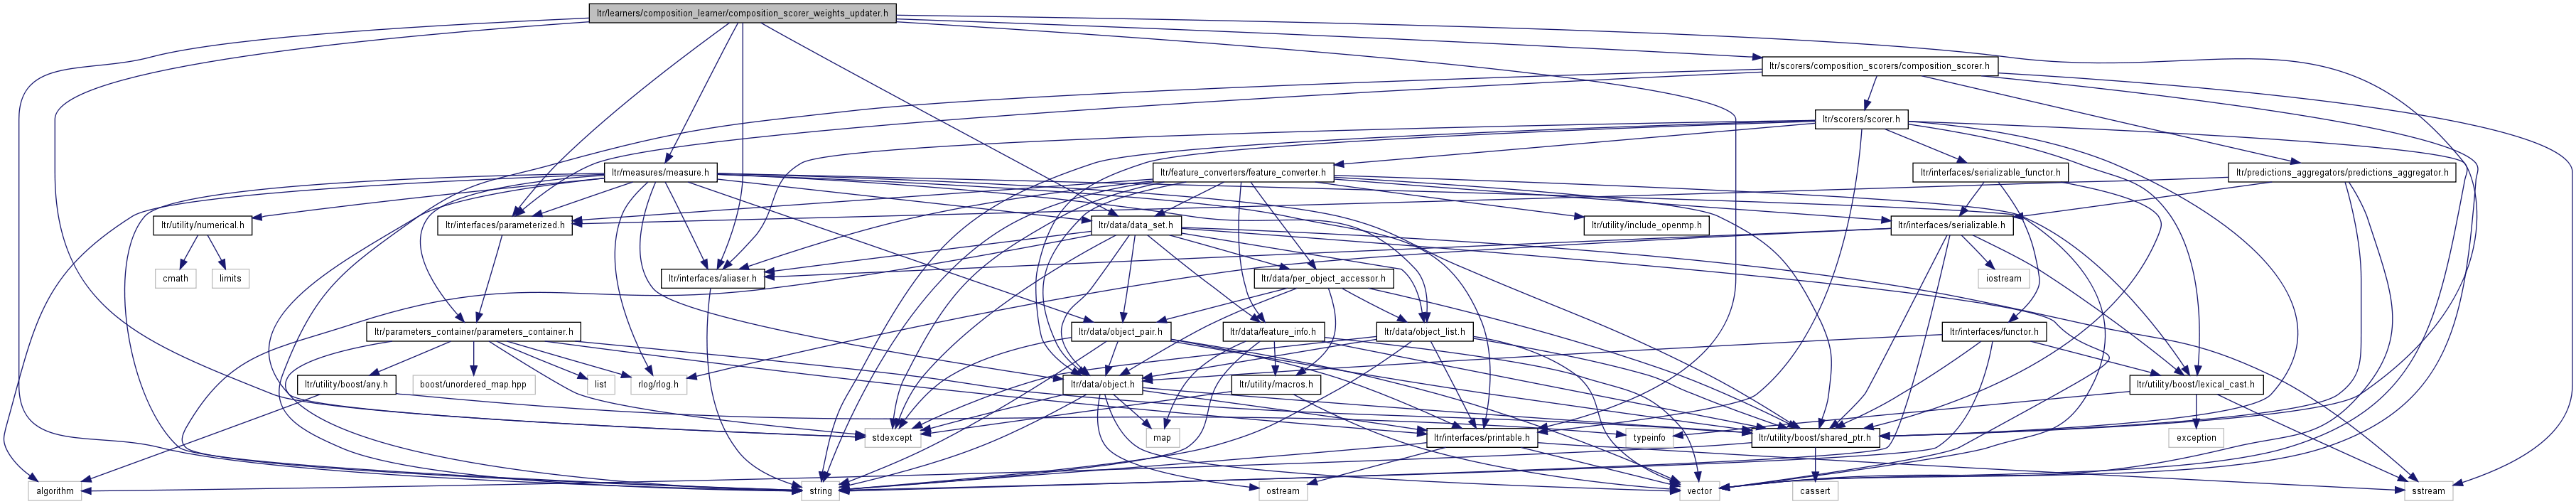 ltr/learners/composition_learner/composition_scorer_weights_updater.h
ltr/scorers/composition_scorers/composition_scorer.h
ltr/scorers/scorer.h
ltr/measures/measure.h
ltr/feature_converters/feature_converter.h
ltr/interfaces/serializable_functor.h
ltr/predictions_aggregators/predictions_aggregator.h
ltr/utility/numerical.h
ltr/interfaces/parameterized.h
ltr/data/data_set.h
ltr/utility/include_openmp.h
ltr/interfaces/serializable.h
cmath
limits
ltr/interfaces/aliaser.h
ltr/data/per_object_accessor.h
iostream
ltr/parameters_container/parameters_container.h
ltr/data/object_pair.h
ltr/data/feature_info.h
ltr/data/object_list.h
ltr/interfaces/functor.h
ltr/utility/boost/any.h
boost/unordered_map.hpp
list
rlog/rlog.h
ltr/data/object.h
ltr/utility/macros.h
ltr/utility/boost/lexical_cast.h
stdexcept
map
ltr/interfaces/printable.h
typeinfo
ltr/utility/boost/shared_ptr.h
exception
algorithm
string
ostream
vector
cassert
sstream